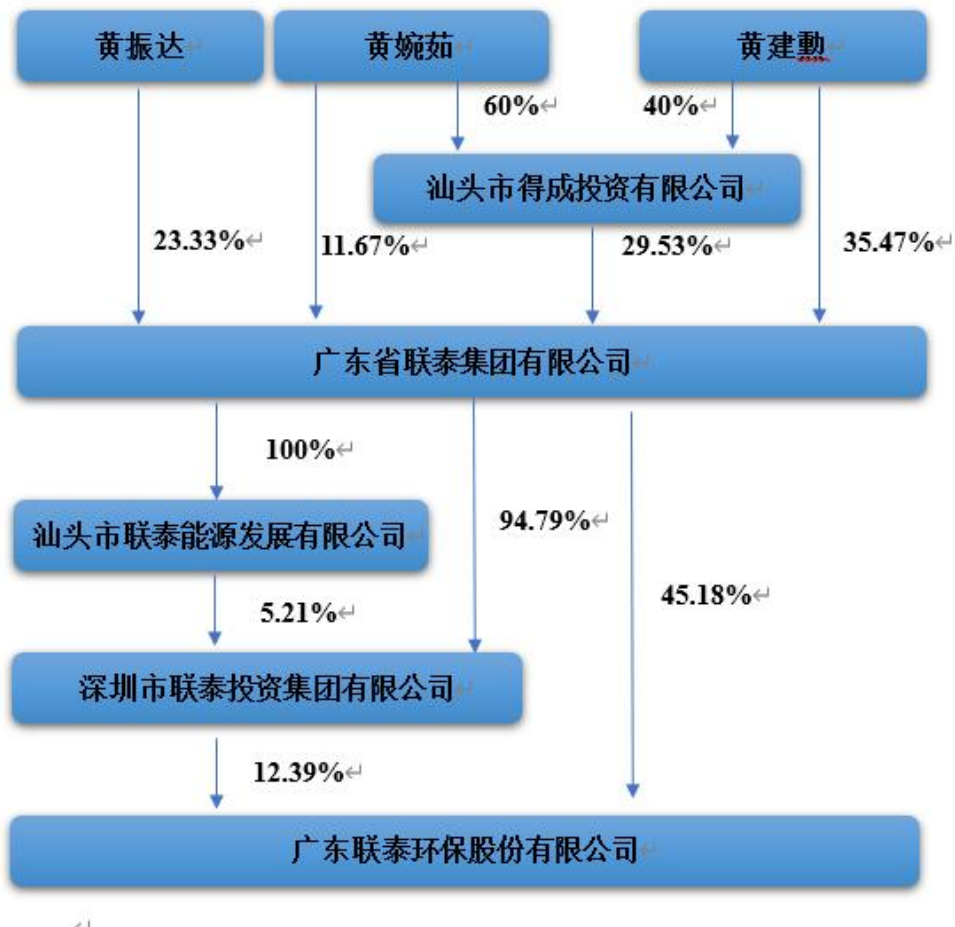 黄振达
黄婉茹
黄建勲
60%
40%
汕头市得成投资有限公司
23.33%
11.67%
29.53%
35.47%
广东省联泰集团有限公司
100%
汕头市联泰能源发展有限公司
94.79%
45.18%
5.21%
深圳市联泰投资集团有限公司
12.39%
广东联泰环保股份有限公司